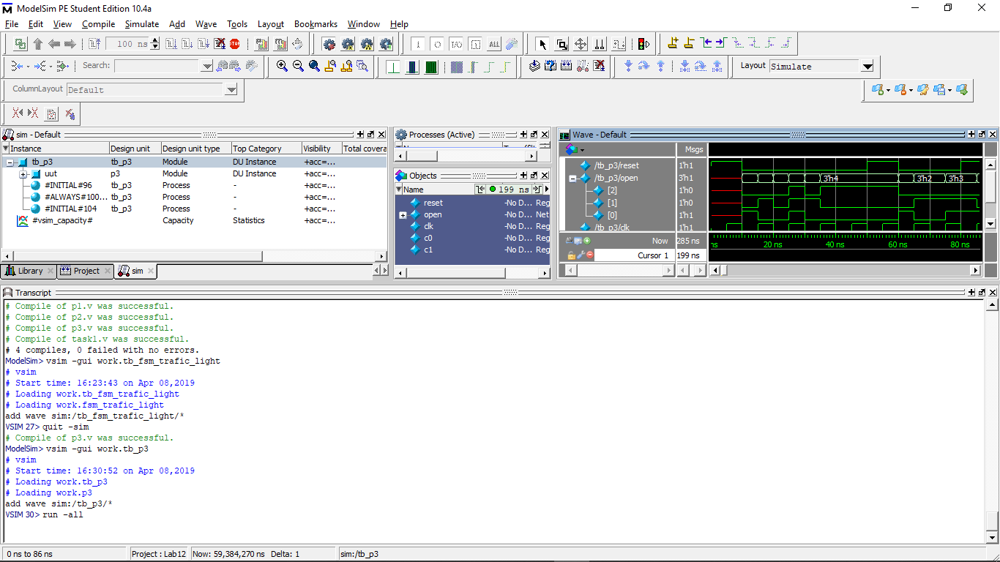 ModelSim PE Student Edition 10.4a
File Edit View Compile Simulate Add Wave Tools Layout Bookmarks Window Help
100 ns
ALL
Search:
Layout Simulate
ColumnLayout Default
sim - Default
Instance Design unit Design unit type Top Category Visibility Total covera
tb_p3 tb_p3 Module DU Instance +acc=...
uut p3 Module DU Instance +acc=...
#INITIAL#96 tb_p3 Process - +acc=...
#ALWAYS#100... tb_p3 Process - +acc=...
#INITIAL#104 tb_p3 Process - +acc=...
#vsim_capacity# Capacity Statistics +acc=...
Library Project sim
Processes (Active)
Objects
Name 199 ns
reset -No D... Reg
open -No D... Net
clk -No D... Reg
c0 -No D... Reg
c1 -No D... Reg
Wave - Default
Msgs
/tb_p3/reset 1'h1
/tb_p3/open 3'h1 3'h4 3'h2 3'h3
[2] 1'h0
[1] 1'h0
[0] 1'h1
/tb_p3/clk 1'h1
Now 285 ns ns 20 ns 40 ns 60 ns 80 ns
Cursor 1 199 ns
Transcript
# Compile of p1.v was successful.
# Compile of p2.v was successful.
# Compile of p3.v was successful.
# Compile of task1.v was successful.
# 4 compiles, 0 failed with no errors.
ModelSim> vsim -gui work.tb_fsm_trafic_light
# vsim
# Start time: 16:23:43 on Apr 08,2019
# Loading work.tb_fsm_trafic_light
# Loading work.fsm_trafic_light
add wave sim:/tb_fsm_trafic_light/*
VSIM 27> quit -sim
# Compile of p3.v was successful.
ModelSim> vsim -gui work.tb_p3
# vsim
# Start time: 16:30:52 on Apr 08,2019
# Loading work.tb_p3
# Loading work.p3
add wave sim:/tb_p3/*
VSIM 30> run -all
0 ns to 86 ns Project : Lab12 Now: 59,384,270 ns Delta: 1 sim:/tb_p3